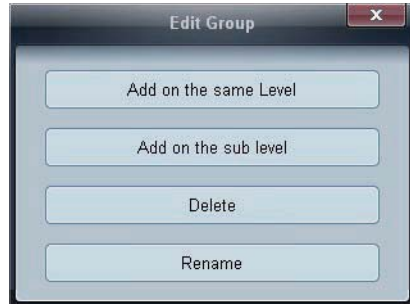 Edit Group
x
Add on the same Level
Add on the sub level
Delete
Rename